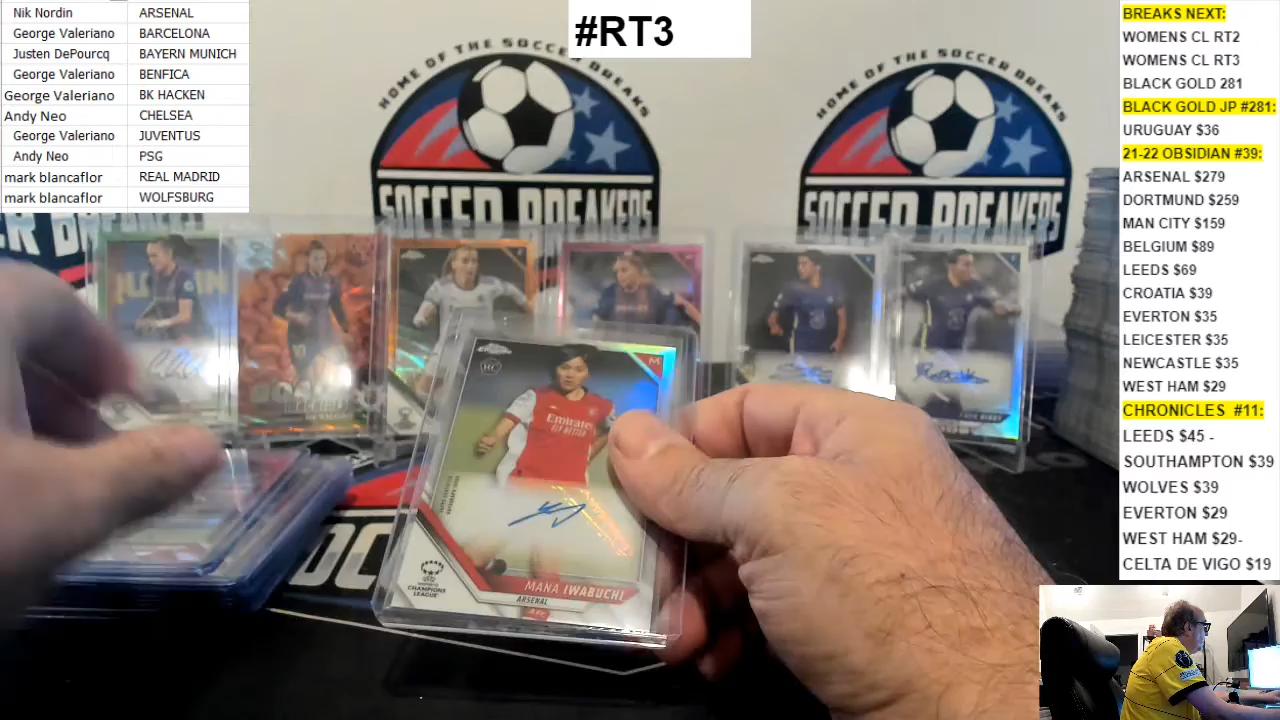 Nik Nordin ARSENAL
George Valeriano BARCELONA
Justen DePourcq BAYERN MUNICH
George Valeriano BENFICA
George Valeriano BK HACKEN
Andy Neo CHELSEA
George Valeriano JUVENTUS
Andy Neo PSG
mark blancaflor REAL MADRID
mark blancaflor WOLFSBURG
#RT3
HOME OF THE SOCCER BREAKS
SOCCER BREAKERS
HOME OF THE SOCCER BREAKS
SOCCER BREAKERS
RC
Emirates
FLY BETTER
CHAMPIONS
LEAGUE
MANA IWABUCHI
ARSENAL
BREAKS NEXT:
WOMENS CL RT2
WOMENS CL RT3
BLACK GOLD 281
BLACK GOLD JP #281:
URUGUAY $36
21-22 OBSIDIAN #39:
ARSENAL $279
DORTMUND $259
MAN CITY $159
BELGIUM $89
LEEDS $69
CROATIA $39
EVERTON $35
LEICESTER $35
NEWCASTLE $35
WEST HAM $29
CHRONICLES #11:
LEEDS $45 -
SOUTHAMPTON $39
WOLVES $39
EVERTON $29
WEST HAM $29-
CELTA DE VIGO $19